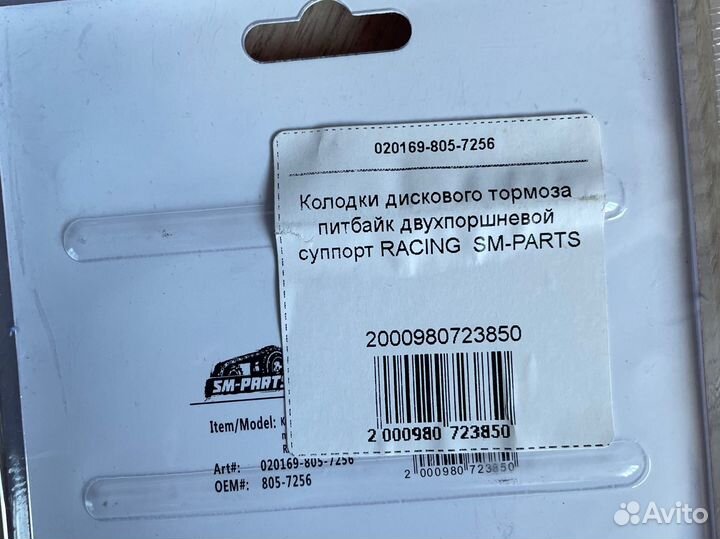 020169-805-7256
Колодки дискового тормоза
питбайк двухпоршневой
суппорт RACING SM-PARTS
2000980723850
2 000980 723850
SM-PARTS
Item/Model:
Art#: 020169-805-7256
OEM#: 805-7256
2 000980 723850
Avito